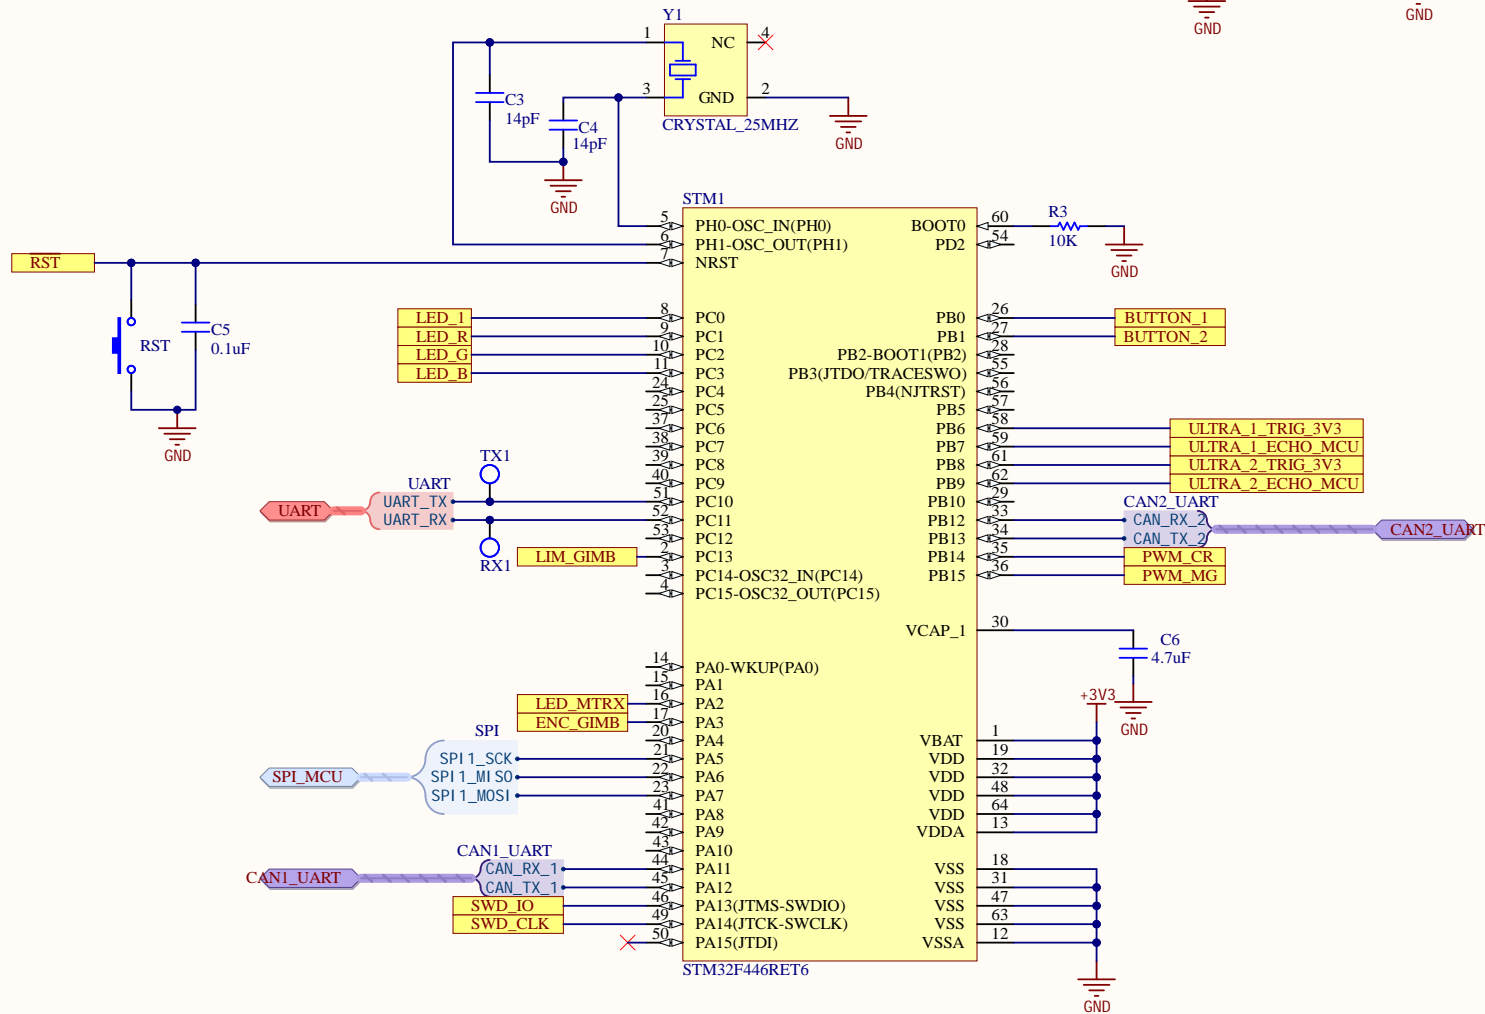 GND
GND
Y1
1
NC
4
3
GND
2
C3
14pF
C4
14pF
CRYSTAL_25MHZ
GND
GND
STM1
5 PH0-OSC_IN(PH0)
6 PH1-OSC_OUT(PH1)
7 NRST
BOOT0 60
PD2 54
R3
10K
GND
RST
RST
C5
0.1uF
GND
LED_1 8 PC0
LED_R 9 PC1
LED_G 10 PC2
LED_B 11 PC3
24 PC4
25 PC5
37 PC6
38 PC7
39 PC8
40 PC9
51 PC10
52 PC11
53 PC12
2 PC13
3 PC14-OSC32_IN(PC14)
4 PC15-OSC32_OUT(PC15)
TX1
UART
UART
UART_TX
UART_RX
RX1
LIM_GIMB
PB0 26 BUTTON_1
PB1 27 BUTTON_2
PB2-BOOT1(PB2) 28
PB3(JTDO/TRACESWO) 55
PB4(NJTRST) 56
PB5 57
PB6 58 ULTRA_1_TRIG_3V3
PB7 59 ULTRA_1_ECHO_MCU
PB8 61 ULTRA_2_TRIG_3V3
PB9 62 ULTRA_2_ECHO_MCU
PB10 29
CAN2_UART
PB12 33 CAN_RX_2
PB13 34 CAN_TX_2
CAN2_UART
PB14 35 PWM_CR
PB15 36 PWM_MG
VCAP_1 30
C6
4.7uF
GND
14 PA0-WKUP(PA0)
15 PA1
LED_MTRX 16 PA2
ENC_GIMB 17 PA3
20 PA4
SPI
SPI_MCU
SPI1_SCK 21 PA5
SPI1_MISO 22 PA6
SPI1_MOSI 23 PA7
41 PA8
42 PA9
43 PA10
CAN1_UART
CAN1_UART
CAN_RX_1 44 PA11
CAN_TX_1 45 PA12
SWD_IO 46 PA13(JTMS-SWDIO)
SWD_CLK 49 PA14(JTCK-SWCLK)
50 PA15(JTDI)
+3V3
VBAT 1
VDD 19
VDD 32
VDD 48
VDD 64
VDDA 13
VSS 18
VSS 31
VSS 47
VSS 63
VSSA 12
GND
STM32F446RET6